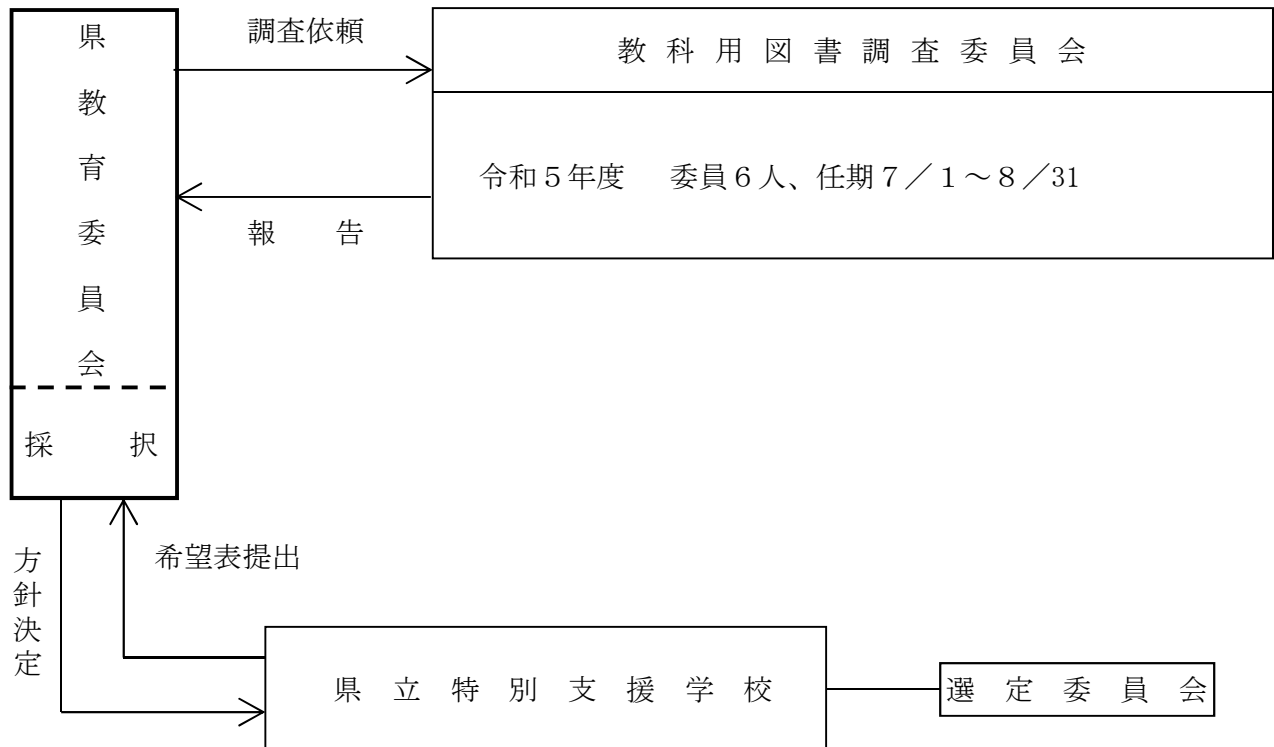 県教育委員会
採択
調査依頼
報告
教科用図書調査委員会
令和５年度　委員６人、任期７／１～８／31
方針決定
希望表提出
県立特別支援学校
選定委員会